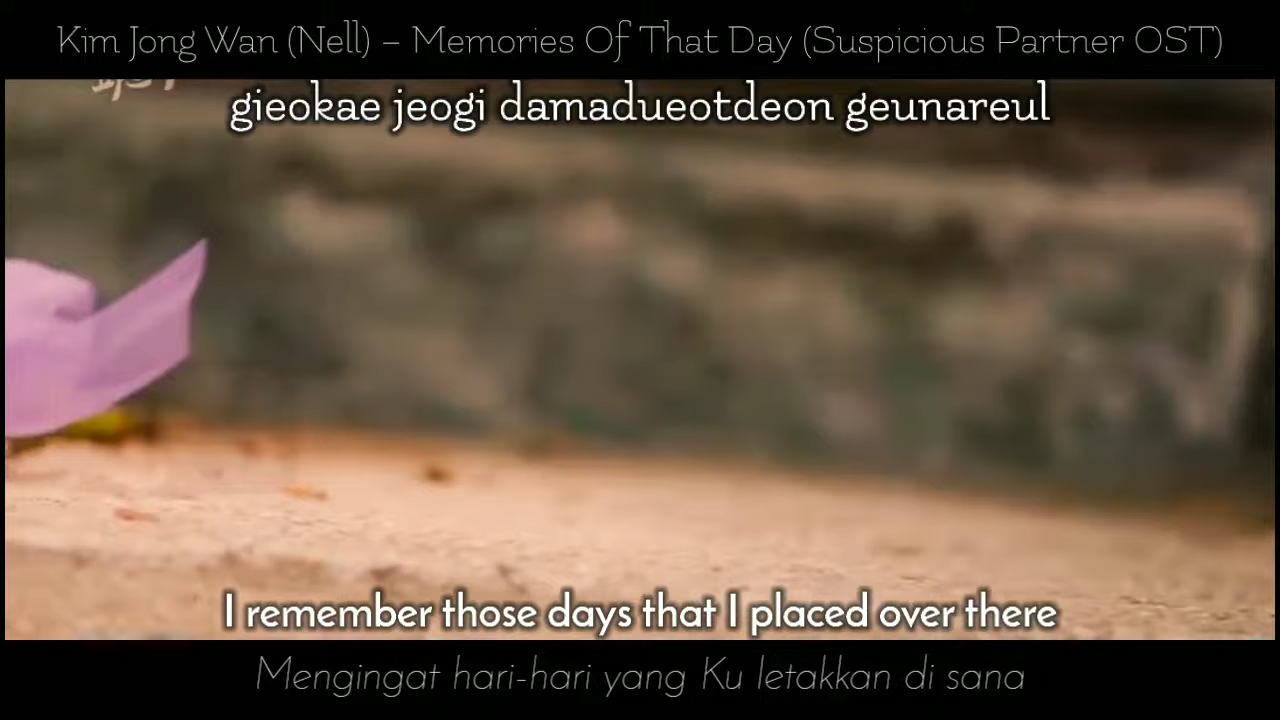 Kim Jong Wan (Nell) – Memories Of That Day (Suspicious Partner OST)
gieokae jeogi damadueotdeon geunareul
I remember those days that I placed over there
Mengingat hari-hari yang Ku letakkan di sana